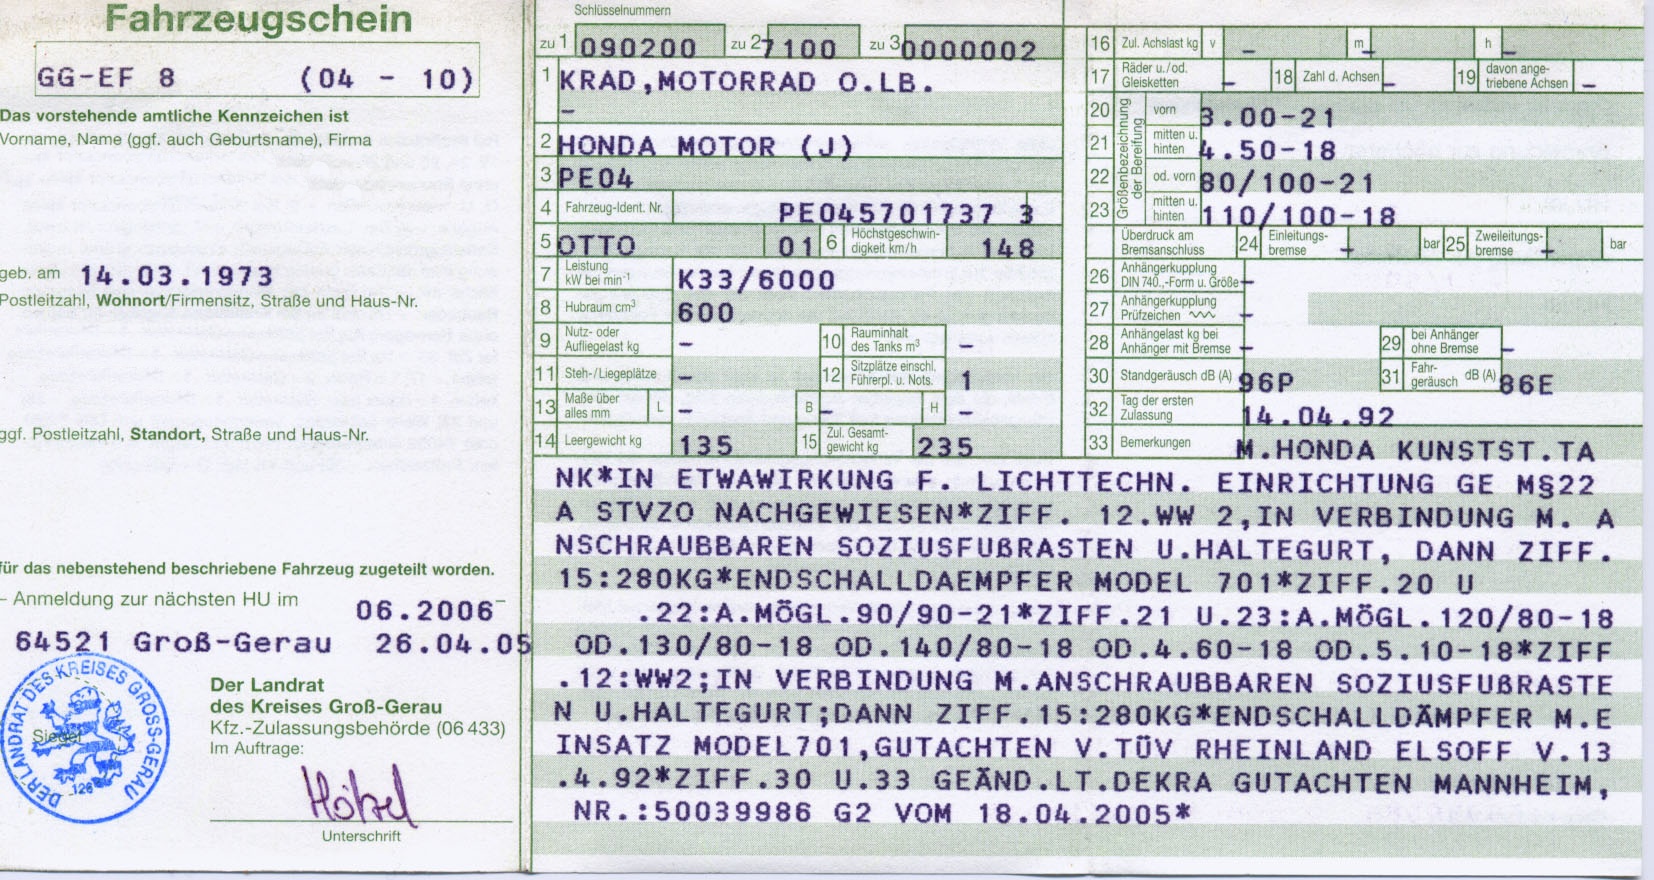 Fahrzeugschein
GG-EF 8 (04 - 10)
Das vorstehende amtliche Kennzeichen ist
Vorname, Name (ggf. auch Geburtsname), Firma
geb. am 14.03.1973
Postleitzahl, Wohnort/Firmensitz, Straße und Haus-Nr.
ggf. Postleitzahl, Standort, Straße und Haus-Nr.
für das nebenstehend beschriebene Fahrzeug zugeteilt worden.
– Anmeldung zur nächsten HU im 06.2006 –
64521 Groß-Gerau 26.04.05
Der Landrat
des Kreises Groß-Gerau
Kfz.-Zulassungsbehörde (06 433)
Im Auftrage:
Siegel
DER LANDRAT DES KREISES GROSS-GERAU
126
Hötzel
Unterschrift
Schlüsselnummern
zu 1 090200 zu 2 7100 zu 3 0000002
1 KRAD,MOTORRAD O.LB.
–
2 HONDA MOTOR (J)
3 PE04
4 Fahrzeug-Ident. Nr. PE045701737 3
5 OTTO 01 6 Höchstgeschwindigkeit km/h 148
7 Leistung kW bei min⁻¹ K33/6000
8 Hubraum cm³ 600
9 Nutz- oder Aufliegelast kg – 10 Rauminhalt des Tanks m³ –
11 Steh-/Liegeplätze – 12 Sitzplätze einschl. Führerpl. u. Nots. 1
13 Maße über alles mm L – B – H –
14 Leergewicht kg 135 15 Zul. Gesamtgewicht kg 235
16 Zul. Achslast kg v – m – h –
17 Räder u./od. Gleisketten – 18 Zahl d. Achsen – 19 davon angetriebene Achsen –
Größenbezeichnung der Bereifung
20 vorn 3.00-21
21 mitten u. hinten 4.50-18
22 od. vorn 80/100-21
23 mitten u. hinten 110/100-18
Überdruck am Bremsanschluss 24 Einleitungsbremse – bar 25 Zweileitungsbremse – bar
26 Anhängerkupplung DIN 740.,-Form u. Größe –
27 Anhängerkupplung Prüfzeichen –
28 Anhängelast kg bei Anhänger mit Bremse – 29 bei Anhänger ohne Bremse –
30 Standgeräusch dB (A) 96P 31 Fahrgeräusch dB (A) 86E
32 Tag der ersten Zulassung 14.04.92
33 Bemerkungen M.HONDA KUNSTST.TA
NK*IN ETWAWIRKUNG F. LICHTTECHN. EINRICHTUNG GE M§22
A STVZO NACHGEWIESEN*ZIFF. 12.WW 2,IN VERBINDUNG M. A
NSCHRAUBBAREN SOZIUSFUßRASTEN U.HALTEGURT, DANN ZIFF.
15:280KG*ENDSCHALLDAEMPFER MODEL 701*ZIFF.20 U
.22:A.MÖGL.90/90-21*ZIFF.21 U.23:A.MÖGL.120/80-18
OD.130/80-18 OD.140/80-18 OD.4.60-18 OD.5.10-18*ZIFF
.12:WW2;IN VERBINDUNG M.ANSCHRAUBBAREN SOZIUSFUßRASTE
N U.HALTEGURT;DANN ZIFF.15:280KG*ENDSCHALLDÄMPFER M.E
INSATZ MODEL701,GUTACHTEN V.TÜV RHEINLAND ELSOFF V.13
.4.92*ZIFF.30 U.33 GEÄND.LT.DEKRA GUTACHTEN MANNHEIM,
NR.:50039986 G2 VOM 18.04.2005*